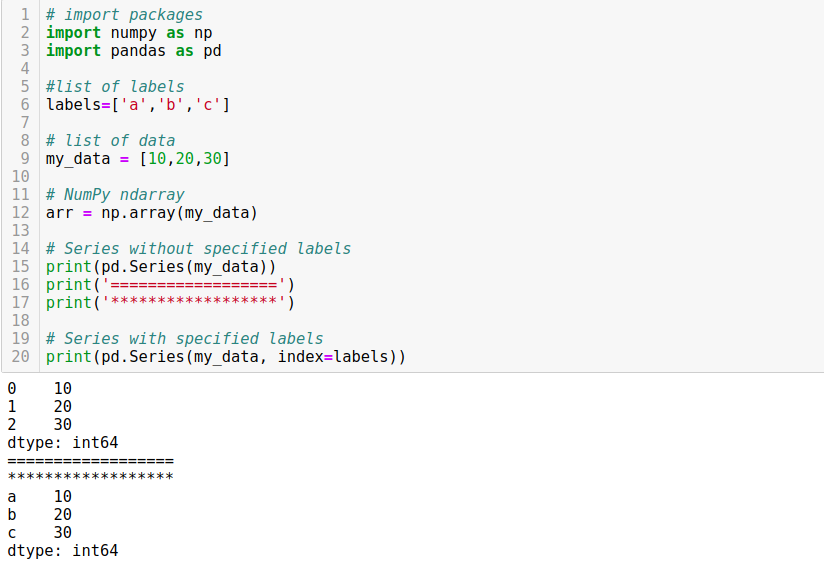 1 # import packages
2 import numpy as np
3 import pandas as pd
4
5 #list of labels
6 labels=['a','b','c']
7
8 # list of data
9 my_data = [10,20,30]
10
11 # NumPy ndarray
12 arr = np.array(my_data)
13
14 # Series without specified labels
15 print(pd.Series(my_data))
16 print('==================')
17 print('******************')
18
19 # Series with specified labels
20 print(pd.Series(my_data, index=labels))
0    10
1    20
2    30
dtype: int64
==================
******************
a    10
b    20
c    30
dtype: int64